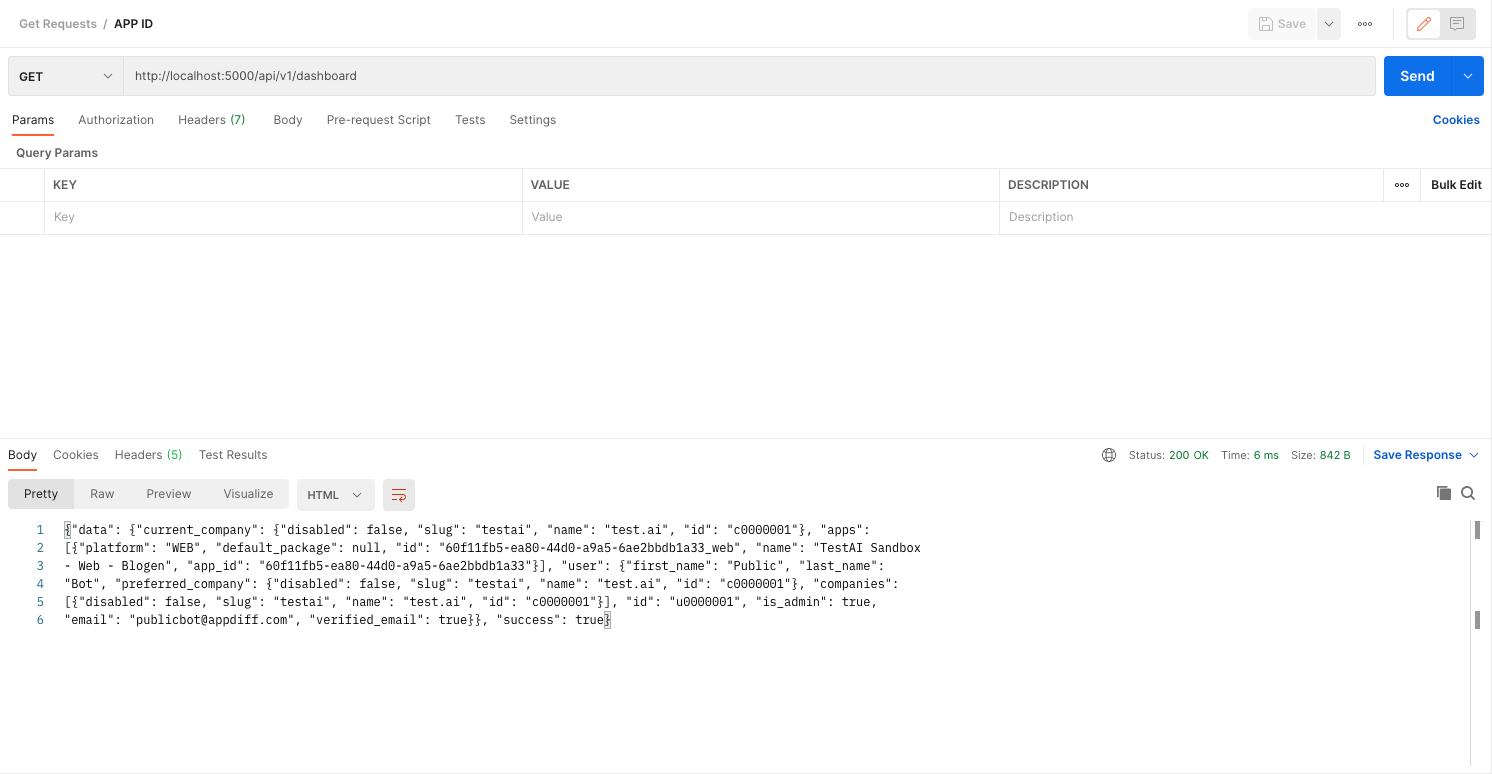 Get Requests / APP ID
Save
GET
http://localhost:5000/api/v1/dashboard
Send
Params Authorization Headers (7) Body Pre-request Script Tests Settings Cookies
Query Params
KEY VALUE DESCRIPTION Bulk Edit
Key Value Description
Body Cookies Headers (5) Test Results Status: 200 OK Time: 6 ms Size: 842 B Save Response
Pretty Raw Preview Visualize HTML
1 {"data": {"current_company": {"disabled": false, "slug": "testai", "name": "test.ai", "id": "c0000001"}, "apps":
2 [{"platform": "WEB", "default_package": null, "id": "60f11fb5-ea80-44d0-a9a5-6ae2bbdb1a33_web", "name": "TestAI Sandbox
3 - Web - Blogen", "app_id": "60f11fb5-ea80-44d0-a9a5-6ae2bbdb1a33"}], "user": {"first_name": "Public", "last_name":
4 "Bot", "preferred_company": {"disabled": false, "slug": "testai", "name": "test.ai", "id": "c0000001"}, "companies":
5 [{"disabled": false, "slug": "testai", "name": "test.ai", "id": "c0000001"}], "id": "u0000001", "is_admin": true,
6 "email": "publicbot@appdiff.com", "verified_email": true}}, "success": true}